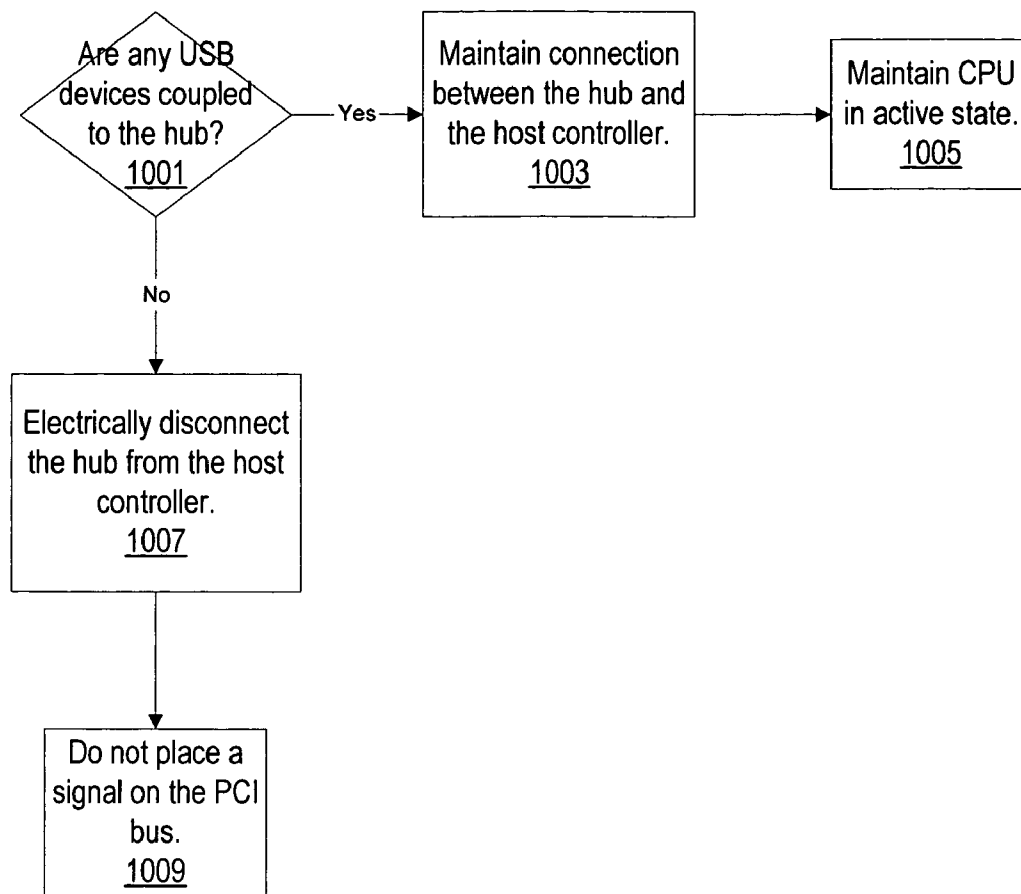 Are any USB
devices coupled
to the hub?
1001
Yes
Maintain connection
between the hub and
the host controller.
1003
Maintain CPU
in active state.
1005
No
Electrically disconnect
the hub from the host
controller.
1007
Do not place a
signal on the PCI
bus.
1009